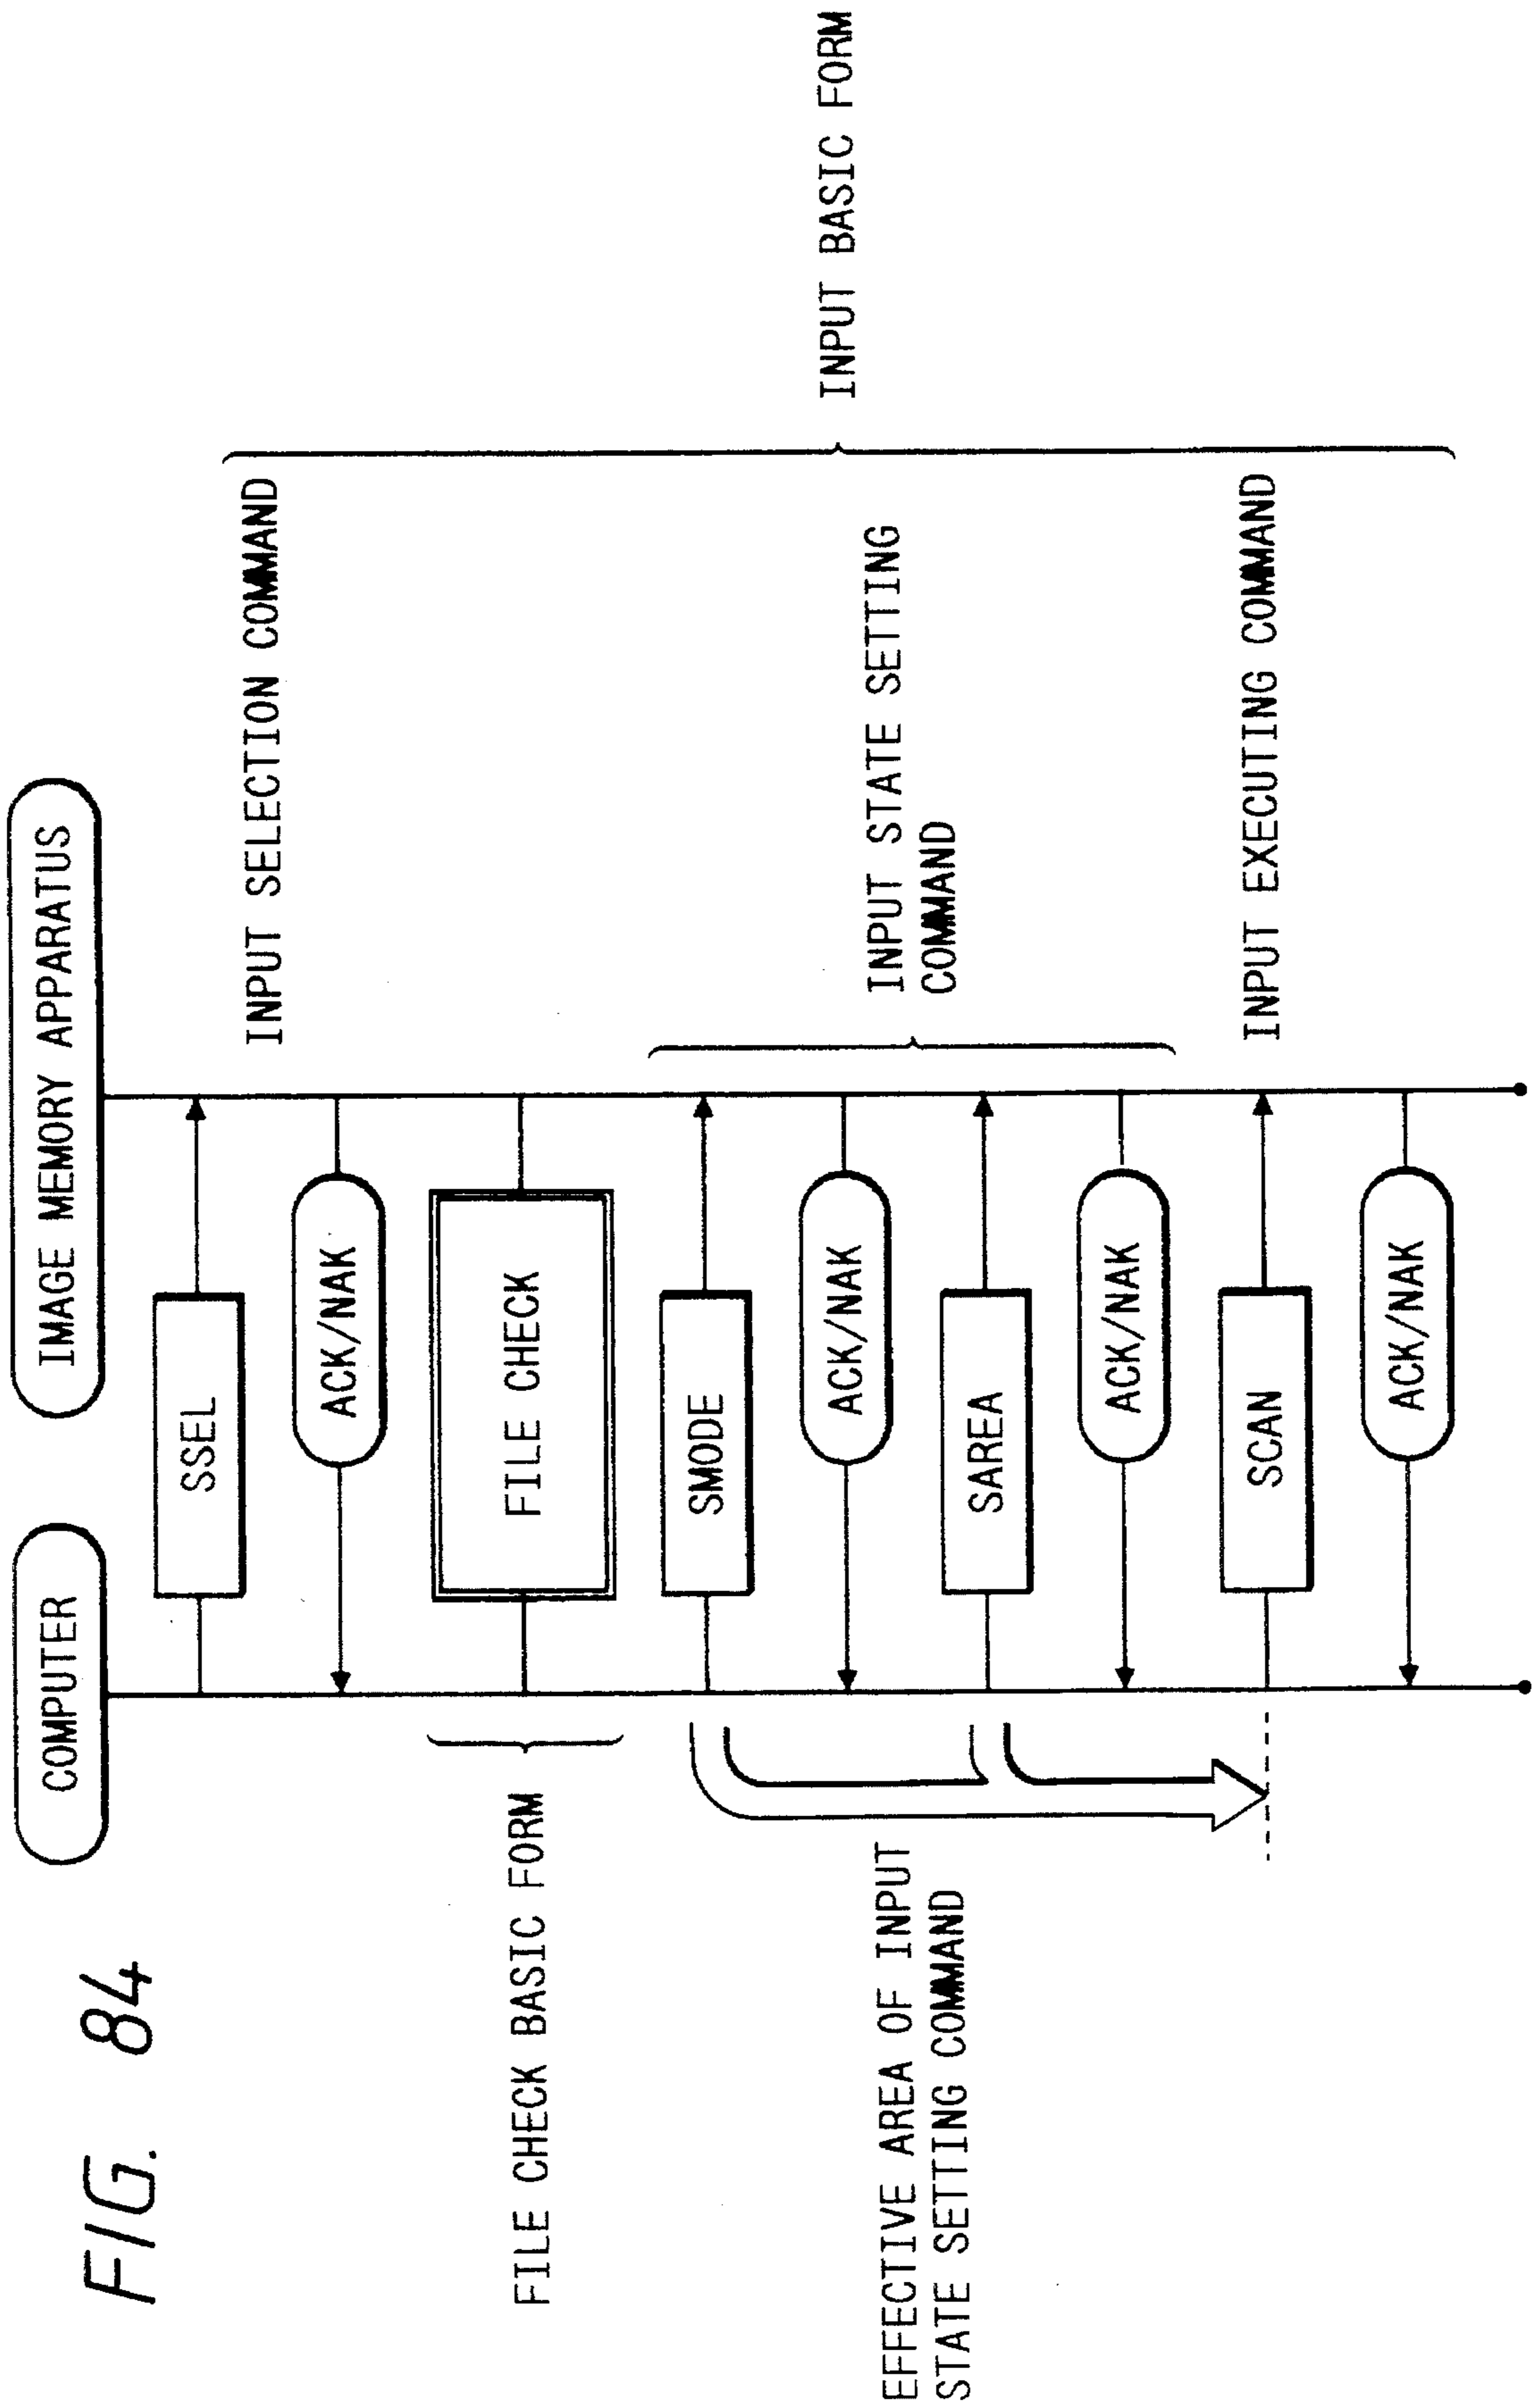 FIG. 84
COMPUTER
IMAGE MEMORY APPARATUS
SSEL
INPUT SELECTION COMMAND
ACK/NAK
FILE CHECK BASIC FORM
FILE CHECK
SMODE
ACK/NAK
EFFECTIVE AREA OF INPUT
STATE SETTING COMMAND
INPUT STATE SETTING
COMMAND
SAREA
ACK/NAK
SCAN
INPUT EXECUTING COMMAND
ACK/NAK
INPUT BASIC FORM